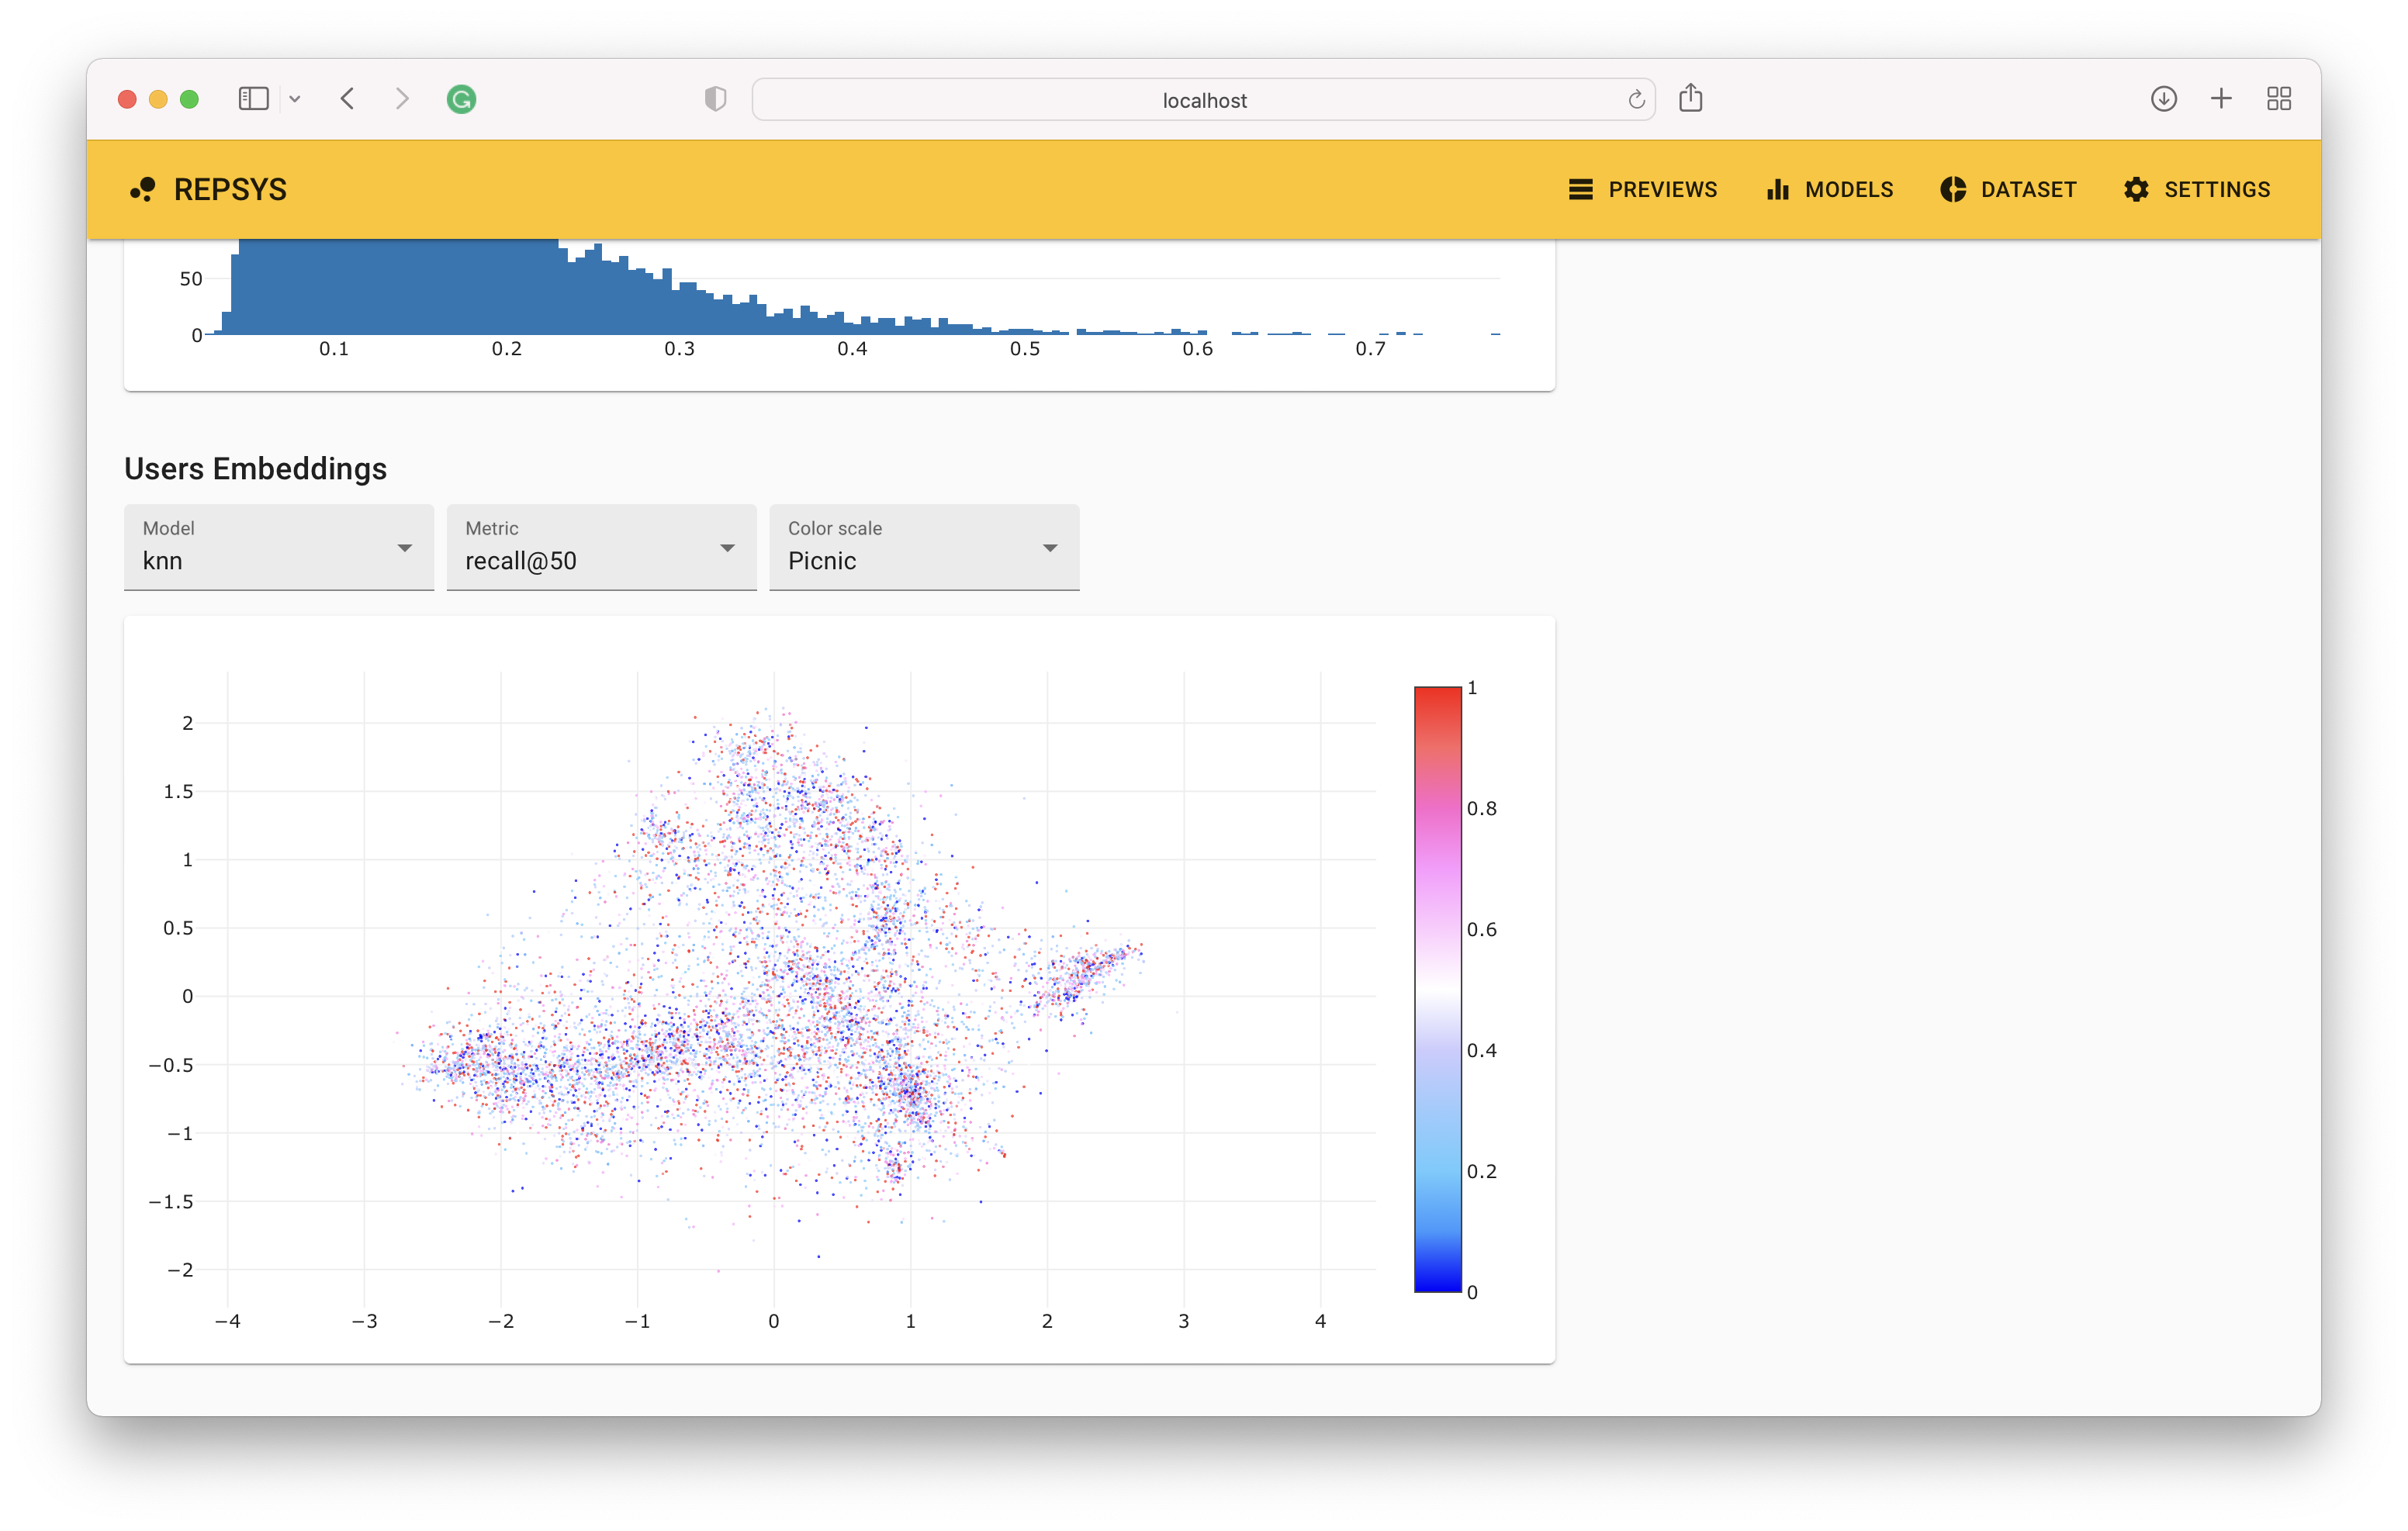 localhost
REPSYS
PREVIEWS MODELS DATASET SETTINGS
50
0
0.1 0.2 0.3 0.4 0.5 0.6 0.7
Users Embeddings
Model Metric Color scale
knn recall@50 Picnic
2
1.5
1
0.5
0
−0.5
−1
−1.5
−2
−4 −3 −2 −1 0 1 2 3 4
1
0.8
0.6
0.4
0.2
0